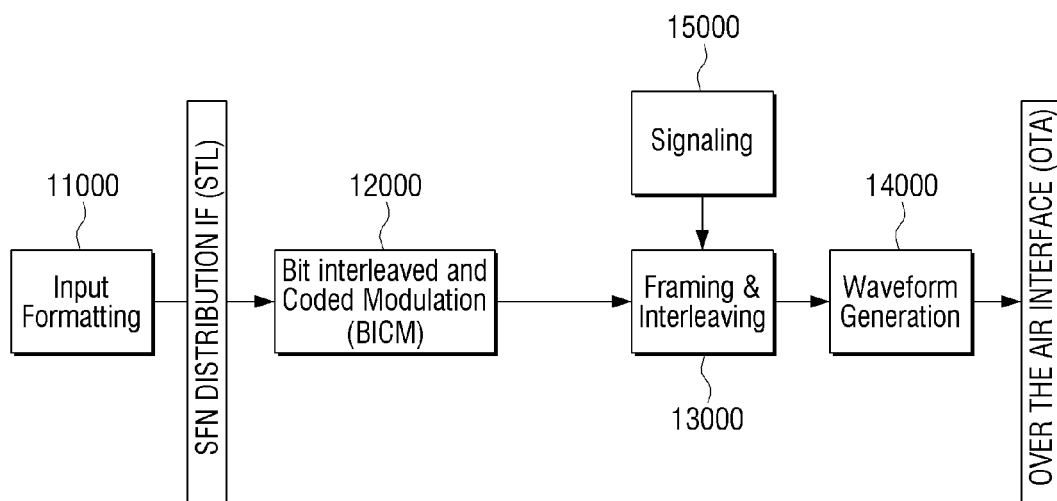 15000
Signaling
11000
Input
Formatting
SFN DISTRIBUTION IF (STL)
12000
Bit interleaved and
Coded Modulation
(BICM)
Framing &
Interleaving
13000
14000
Waveform
Generation
OVER THE AIR INTERFACE (OTA)